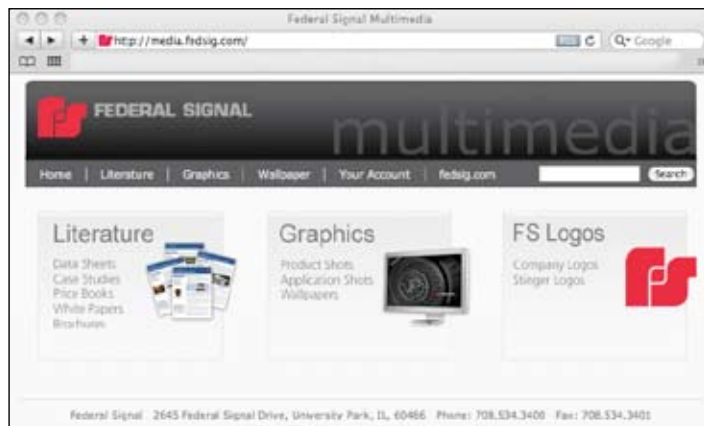 Federal Signal Multimedia
http://media.fedsig.com/
Google
FEDERAL SIGNAL
multimedia
Home | Literature | Graphics | Wallpaper | Your Account | fedsig.com
Search
Literature
Data Sheets
Case Studies
Price Books
White Papers
Brochures
Graphics
Product Shots
Application Shots
Wallpapers
FS Logos
Company Logos
Stinger Logos
Federal Signal 2645 Federal Signal Drive, University Park, IL, 60466 Phone: 708.534.3400 Fax: 708.534.3401